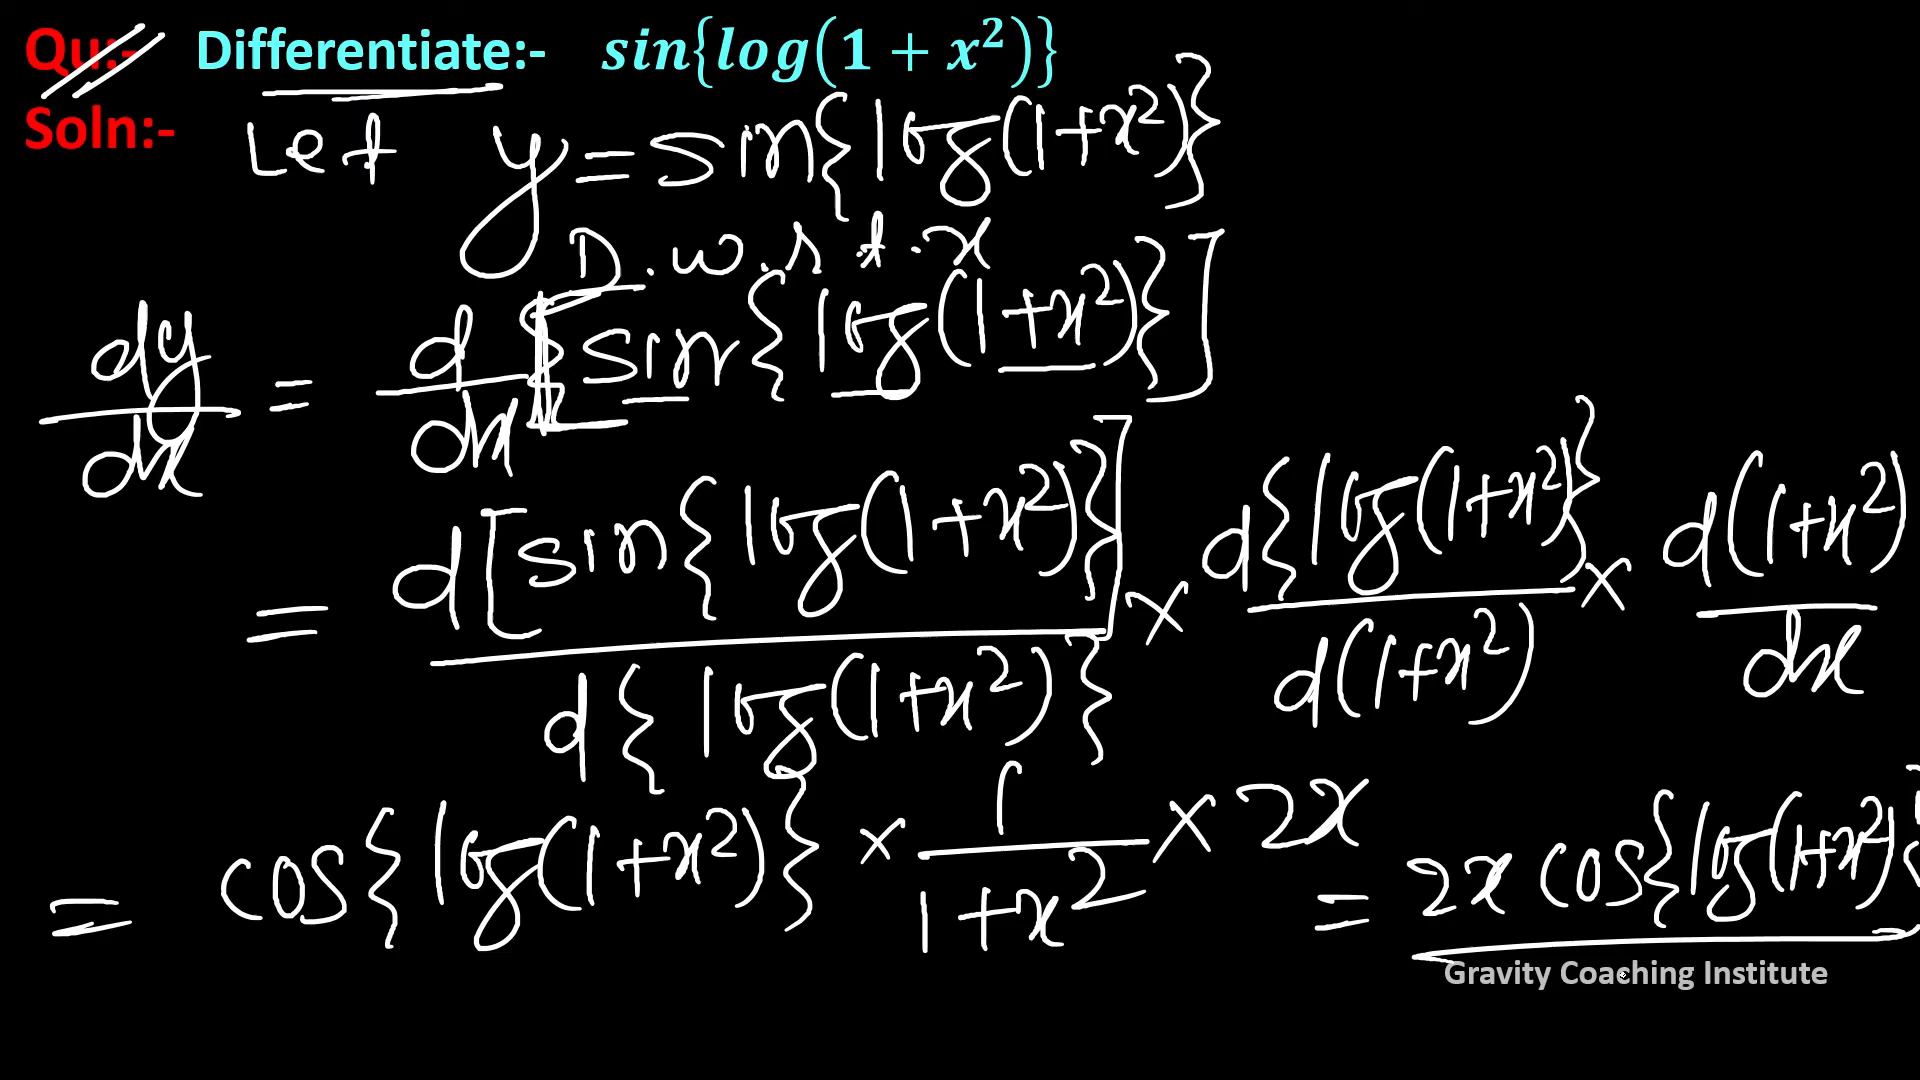 Qu:- Differentiate:- sin{log(1 + x²)}
Soln:- Let y = sin{log(1+x²)}
D.w.r.t.x
dy/dx = d/dx [sin{log(1+x²)}]
= d[sin{log(1+x²)}]/d{log(1+x²)} × d{log(1+x²)}/d(1+x²) × d(1+x²)/dx
= cos{log(1+x²)} × 1/1+x² × 2x = 2x cos{log(1+x²)}
Gravity Coaching Institute